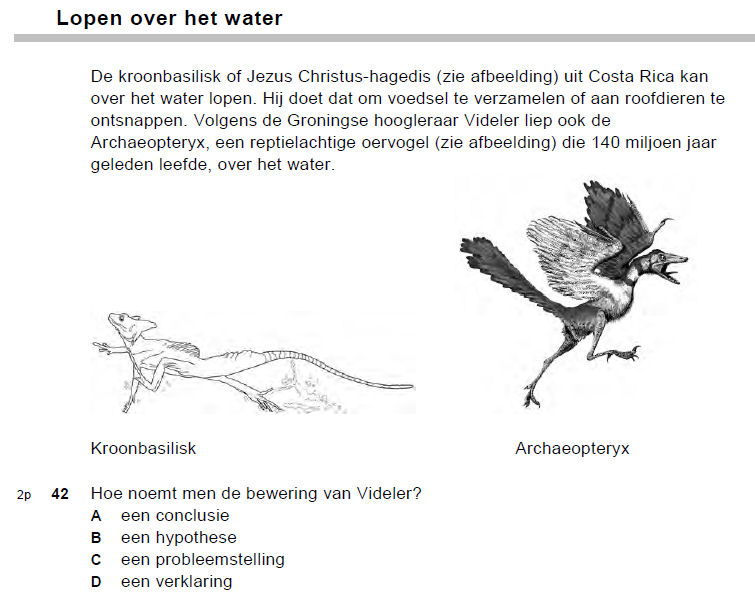 Lopen over het water
De kroonbasilisk of Jezus Christus-hagedis (zie afbeelding) uit Costa Rica kan
over het water lopen. Hij doet dat om voedsel te verzamelen of aan roofdieren te
ontsnappen. Volgens de Groningse hoogleraar Videler liep ook de
Archaeopteryx, een reptielachtige oervogel (zie afbeelding) die 140 miljoen jaar
geleden leefde, over het water.
Kroonbasilisk Archaeopteryx
2p 42 Hoe noemt men de bewering van Videler?
A een conclusie
B een hypothese
C een probleemstelling
D een verklaring